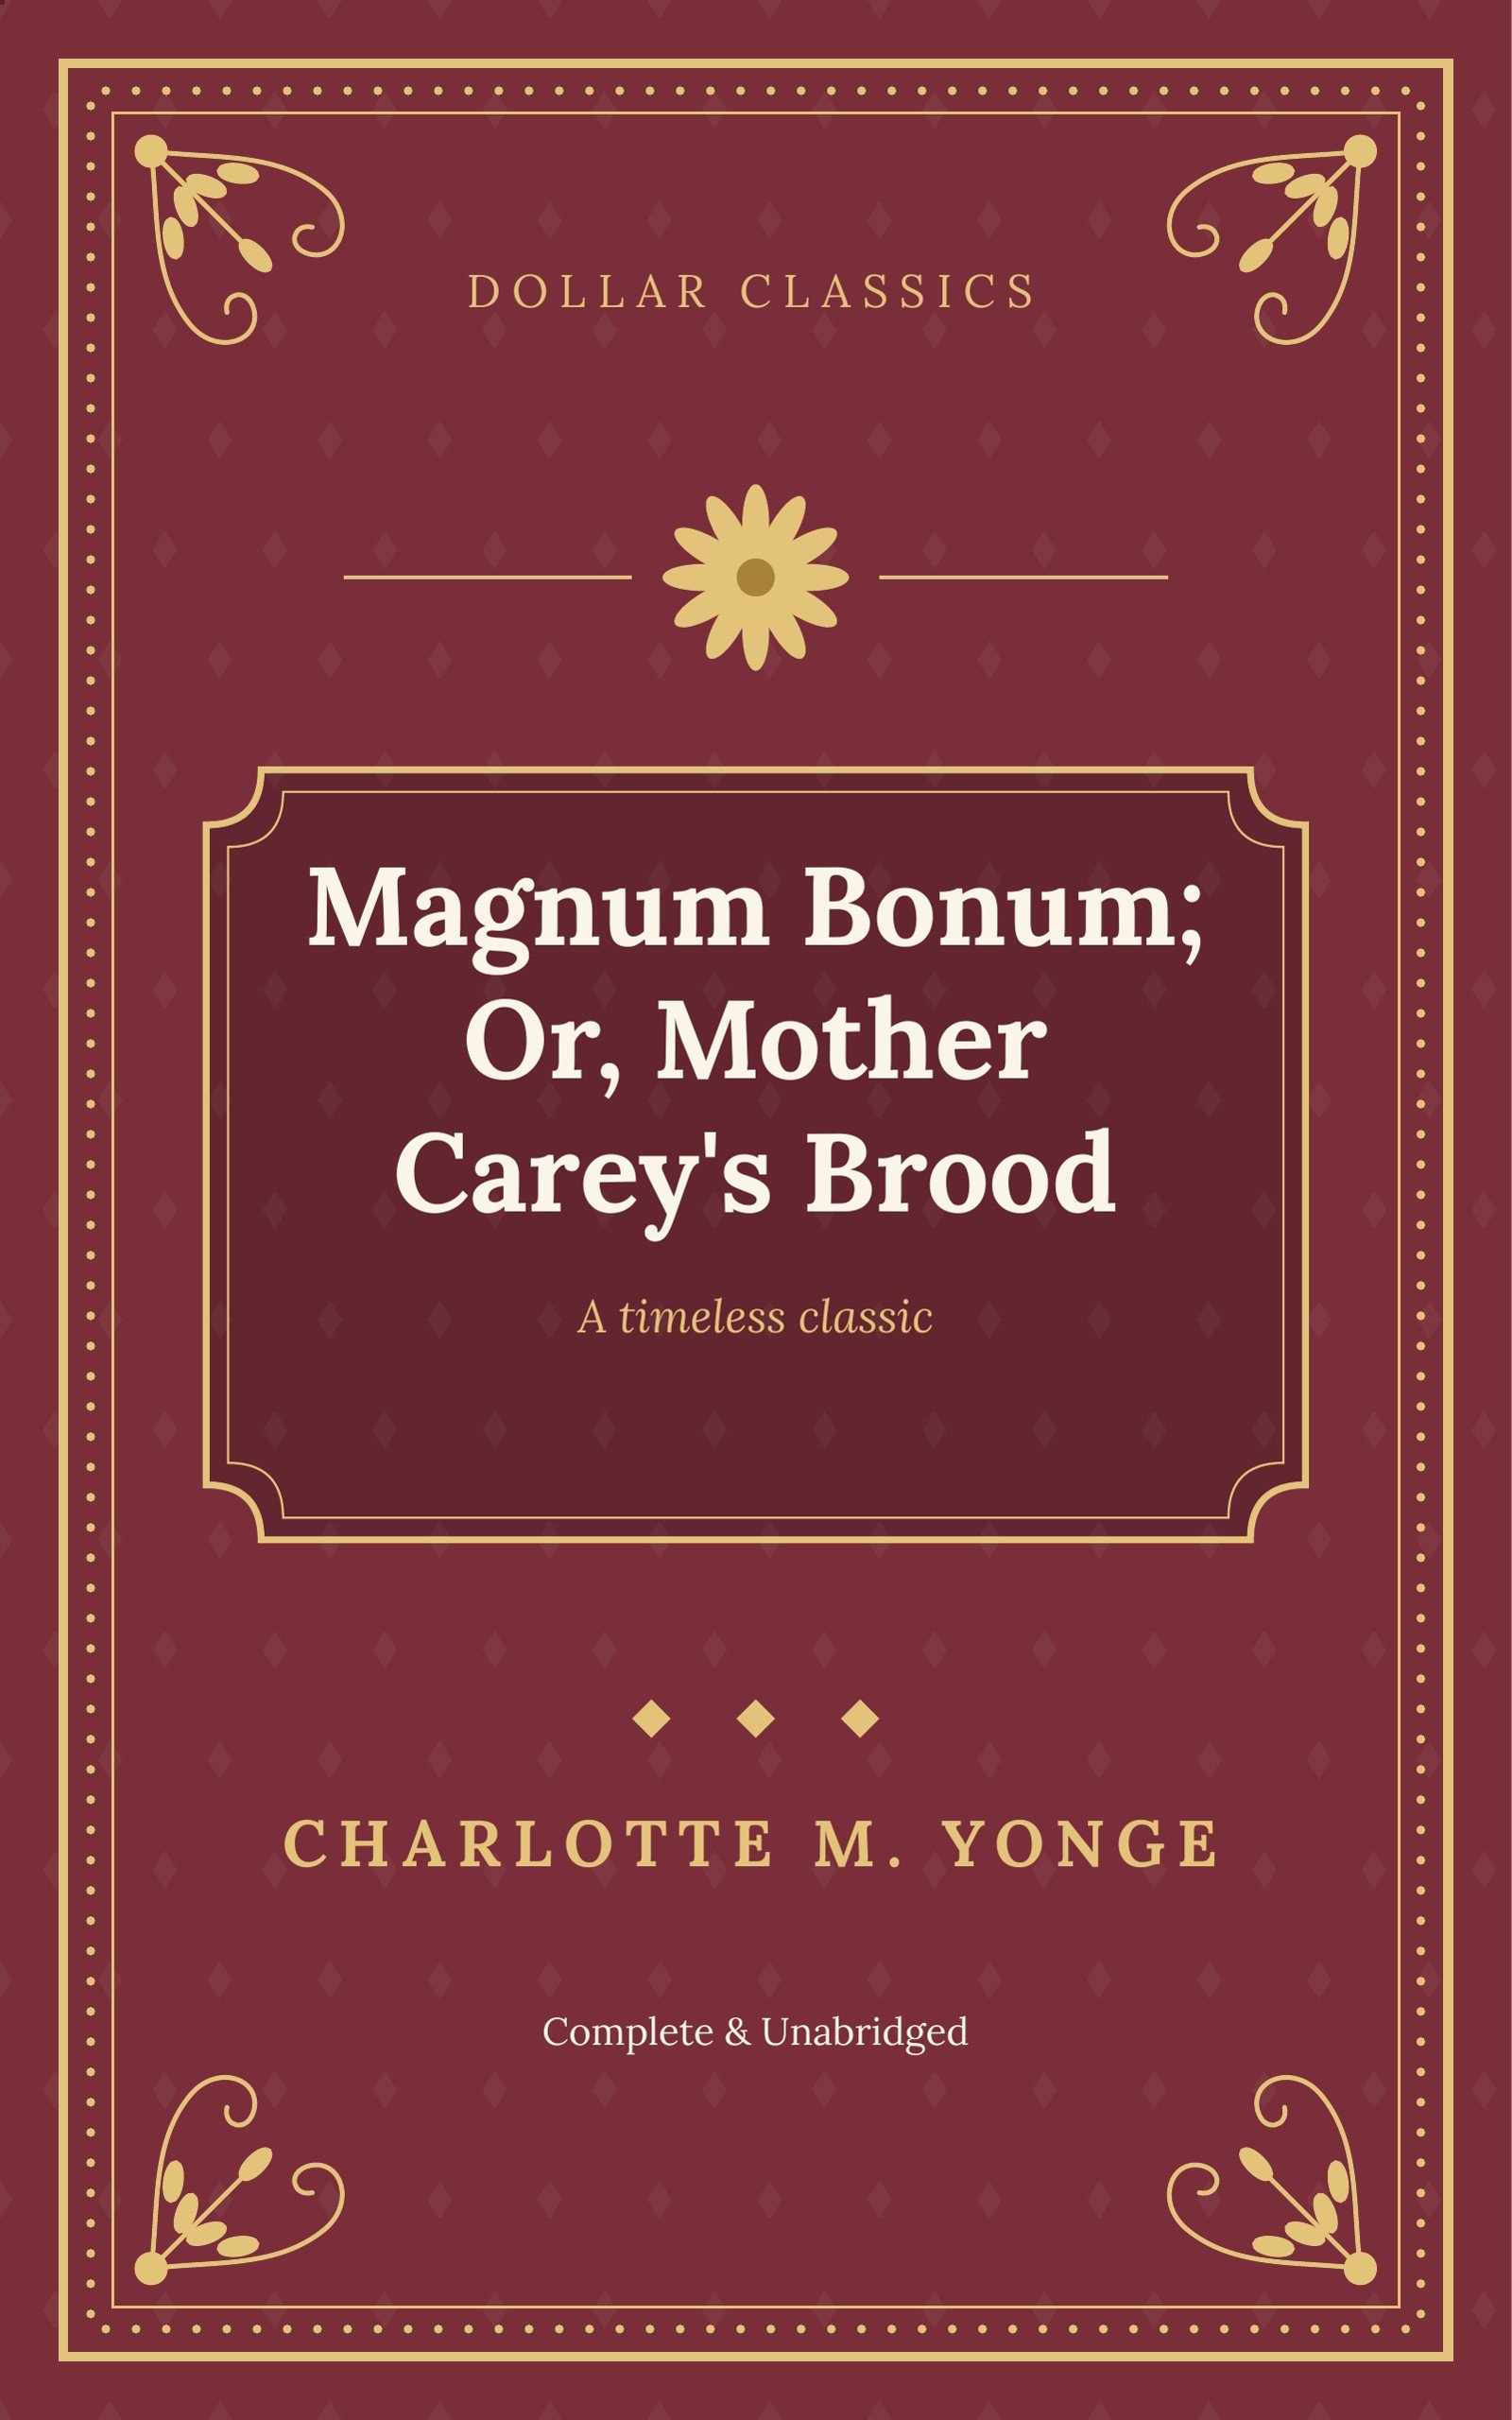 DOLLAR CLASSICS
Magnum Bonum;
Or, Mother
Carey's Brood
A timeless classic
CHARLOTTE M. YONGE
Complete & Unabridged